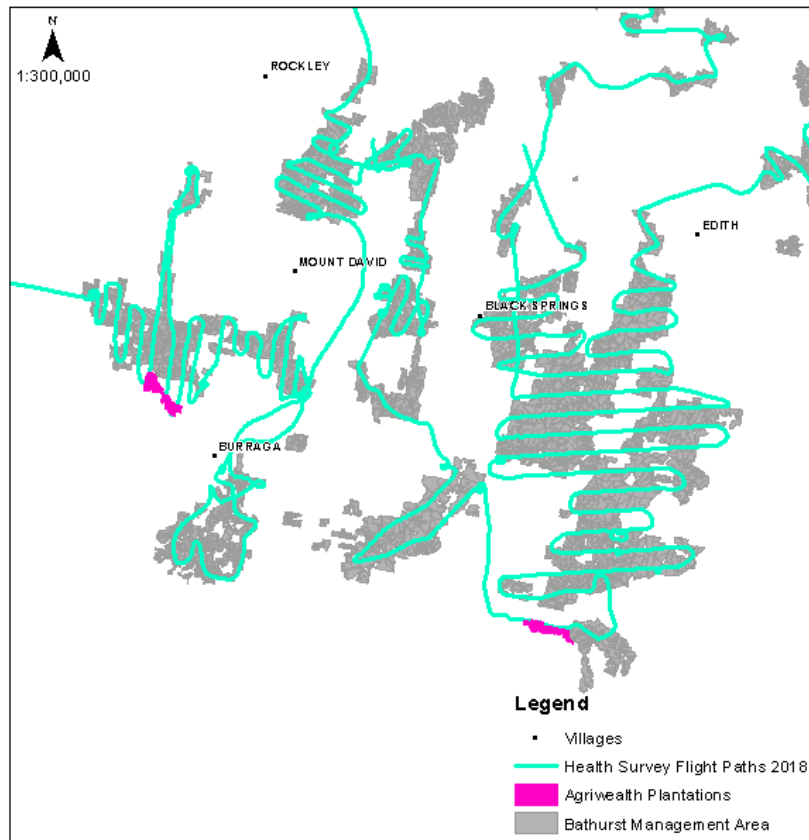 N
1:300,000
ROCKLEY
EDITH
MOUNT DAVID
BLACK SPRINGS
BURRAGA
Legend
Villages
Health Survey Flight Paths 2018
Agriwealth Plantations
Bathurst Management Area